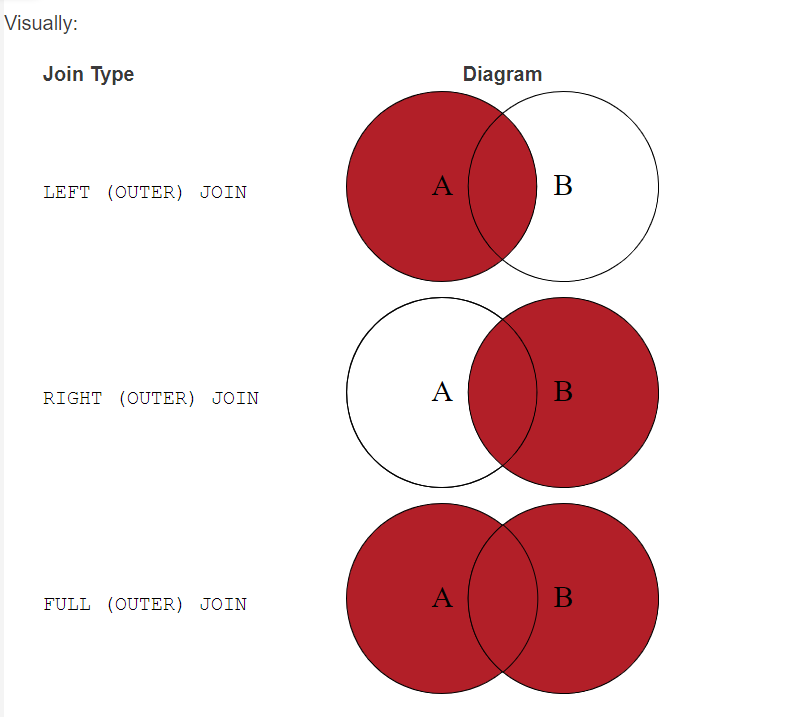 Visually:
Join Type Diagram
A B
LEFT (OUTER) JOIN
A B
RIGHT (OUTER) JOIN
A B
FULL (OUTER) JOIN